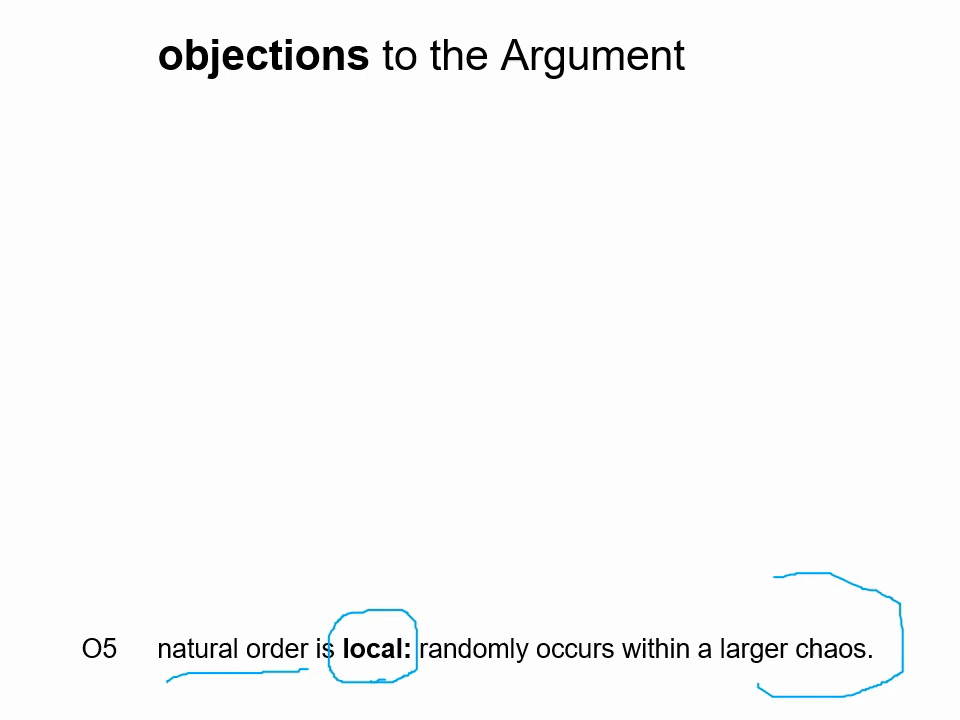 objections to the Argument
O5 natural order is local: randomly occurs within a larger chaos.